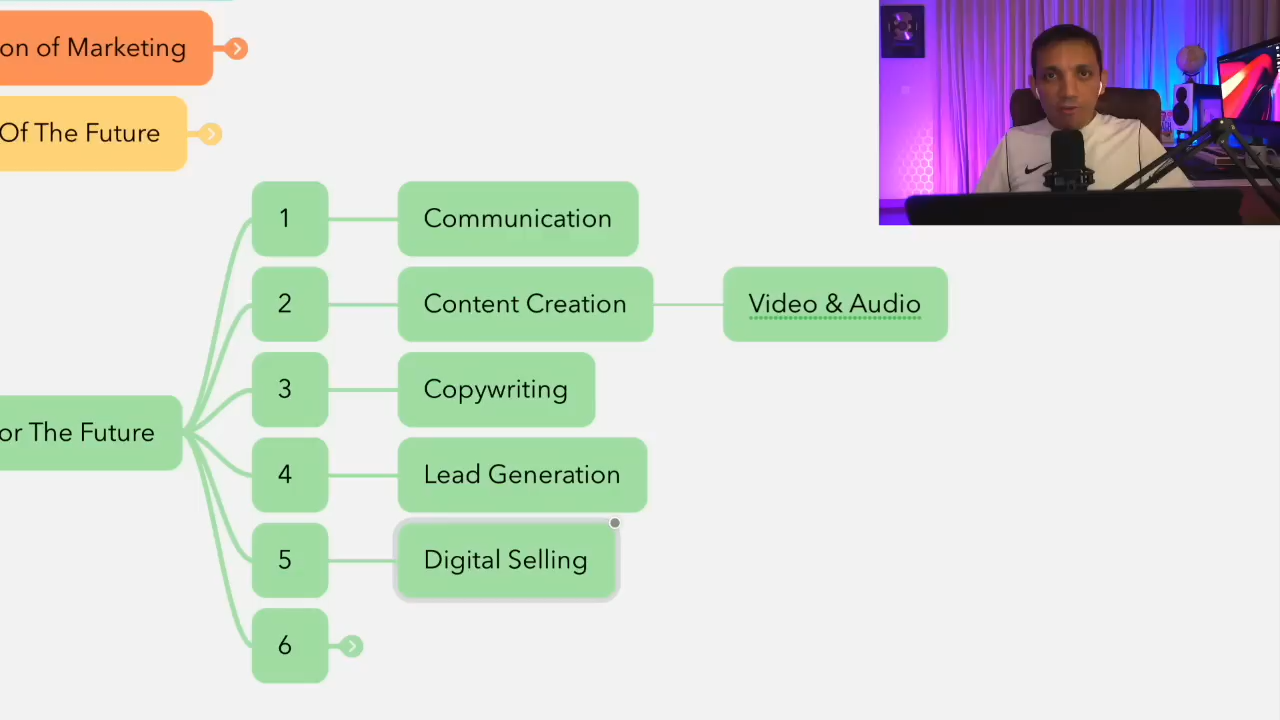 on of Marketing
Of The Future
or The Future
1
Communication
2
Content Creation
Video & Audio
3
Copywriting
4
Lead Generation
5
Digital Selling
6